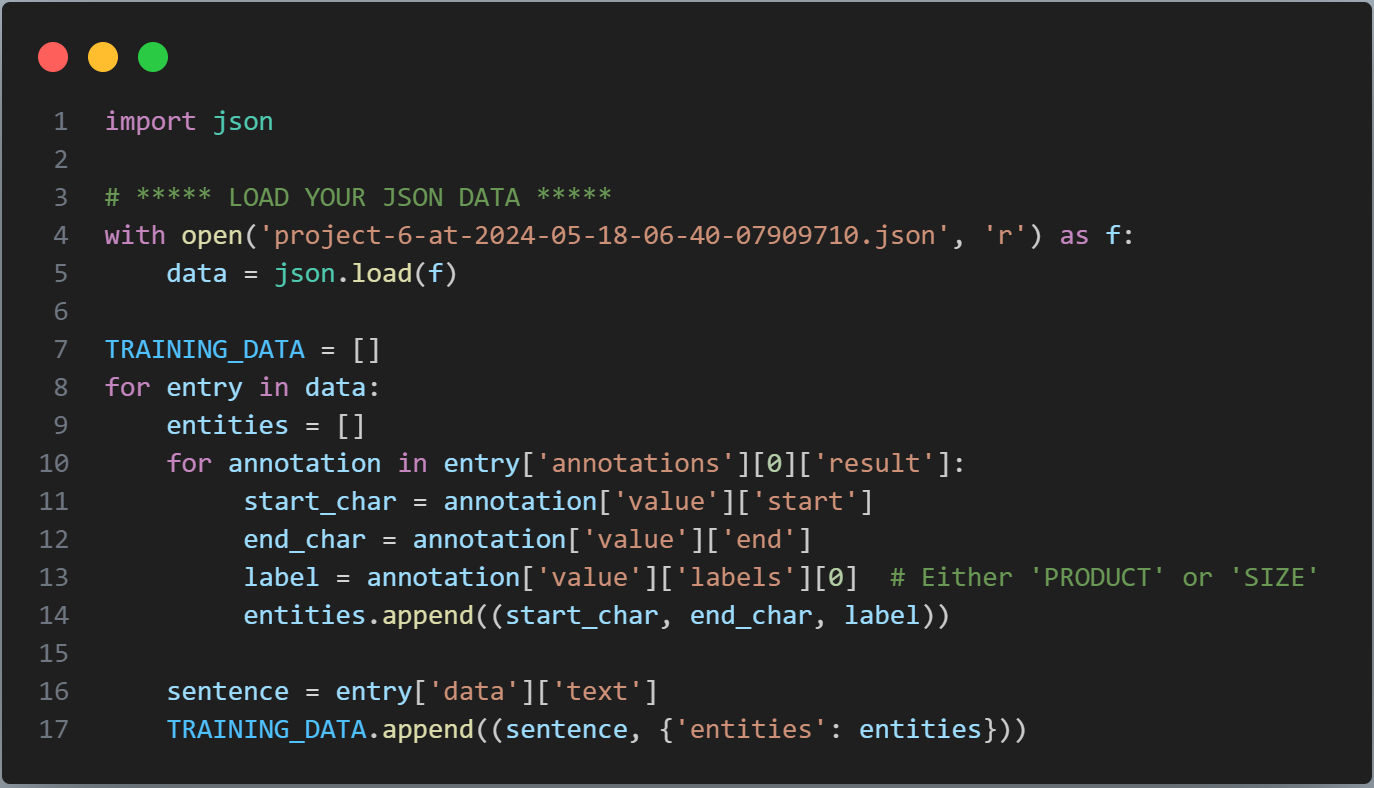 1 import json
2
3 # ***** LOAD YOUR JSON DATA *****
4 with open('project-6-at-2024-05-18-06-40-07909710.json', 'r') as f:
5     data = json.load(f)
6
7 TRAINING_DATA = []
8 for entry in data:
9     entities = []
10     for annotation in entry['annotations'][0]['result']:
11          start_char = annotation['value']['start']
12          end_char = annotation['value']['end']
13          label = annotation['value']['labels'][0]  # Either 'PRODUCT' or 'SIZE'
14          entities.append((start_char, end_char, label))
15
16     sentence = entry['data']['text']
17     TRAINING_DATA.append((sentence, {'entities': entities}))